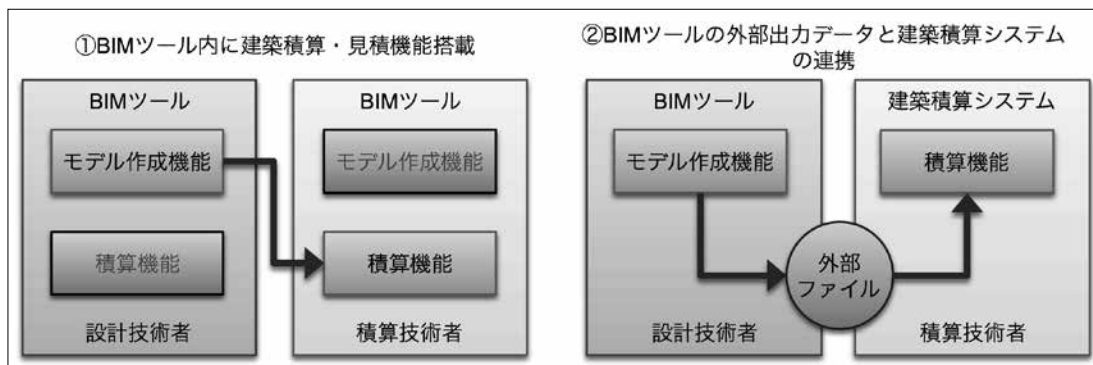 ①BIMツール内に建築積算・見積機能搭載
BIMツール
モデル作成機能
積算機能
設計技術者
BIMツール
モデル作成機能
積算機能
積算技術者
②BIMツールの外部出力データと建築積算システム
の連携
BIMツール
モデル作成機能
設計技術者
外部
ファイル
建築積算システム
積算機能
積算技術者